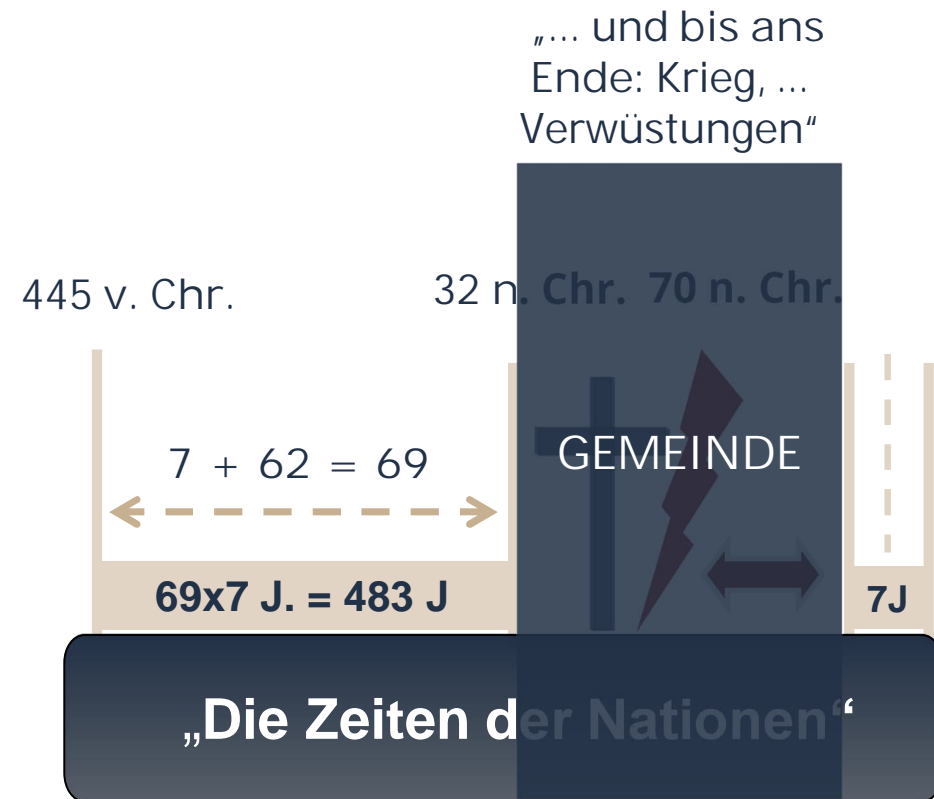 „... und bis ans
Ende: Krieg, ...
Verwüstungen“
445 v. Chr.
32 n. Chr.
70 n. Chr.
7 + 62 = 69
GEMEINDE
69x7 J. = 483 J
7J
„Die Zeiten der Nationen“